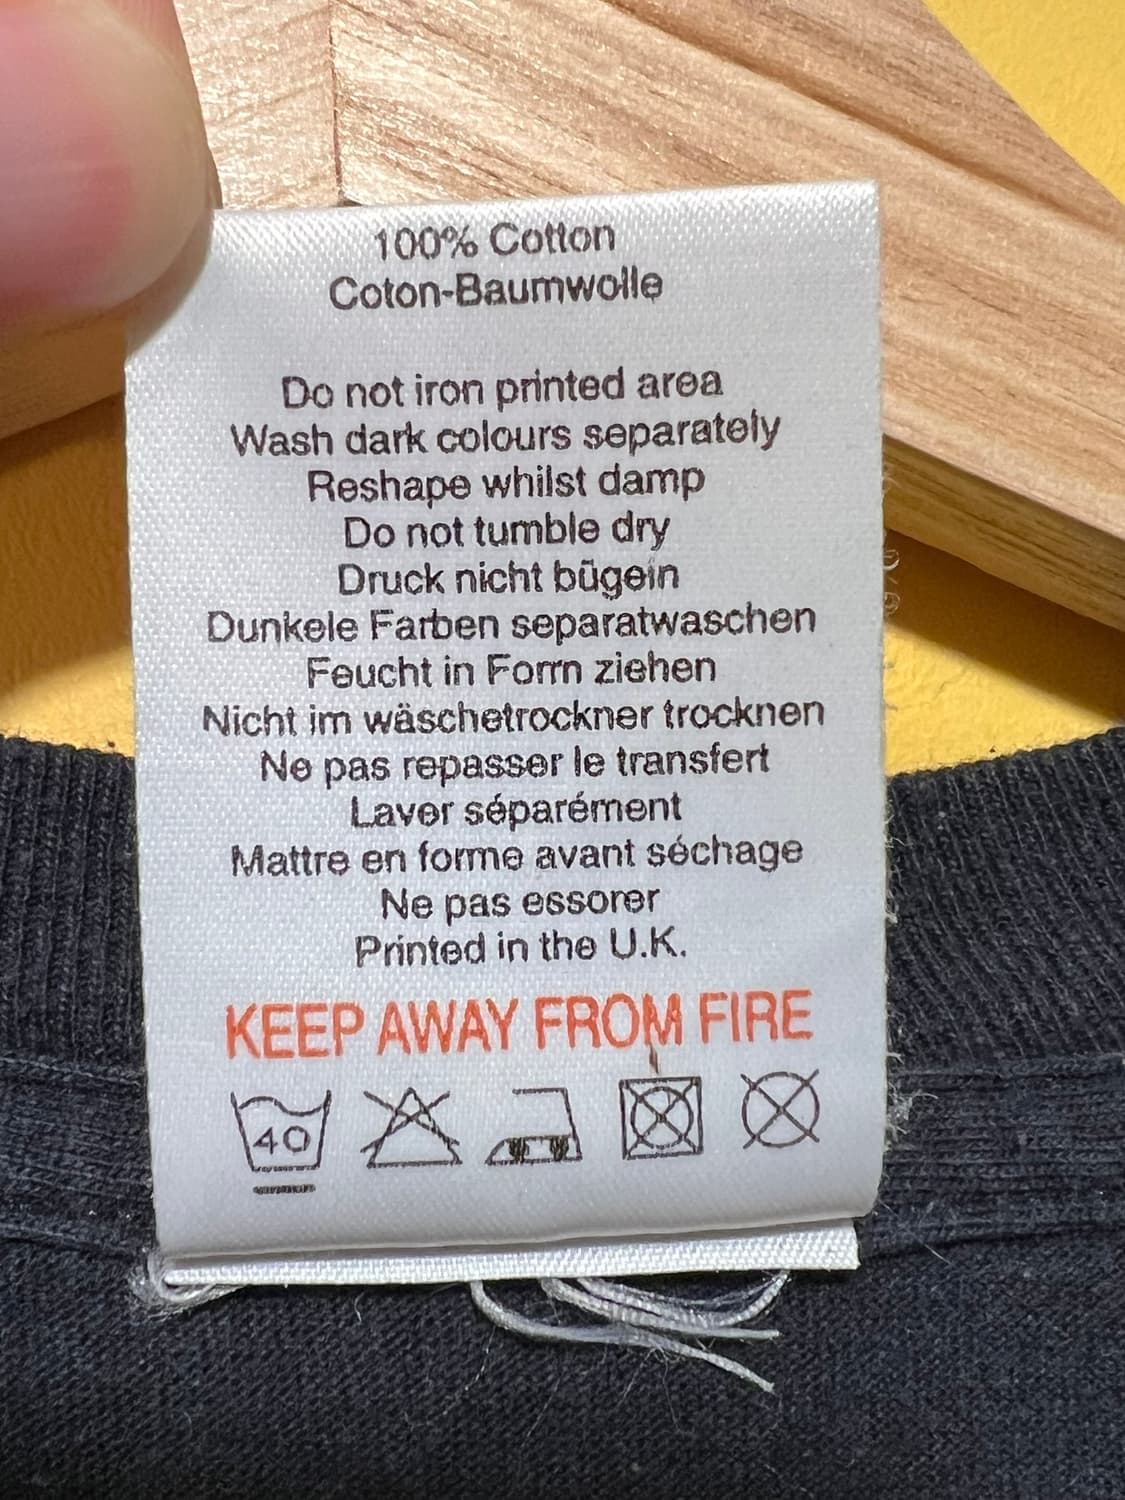 100% Cotton
Coton-Baumwolle
Do not iron printed area
Wash dark colours separately
Reshape whilst damp
Do not tumble dry
Druck nicht bügeln
Dunkele Farben separatwaschen
Feucht in Form ziehen
Nicht im wäschetrockner trocknen
Ne pas repasser le transfert
Laver séparément
Mattre en forme avant séchage
Ne pas essorer
Printed in the U.K.
KEEP AWAY FROM FIRE
40